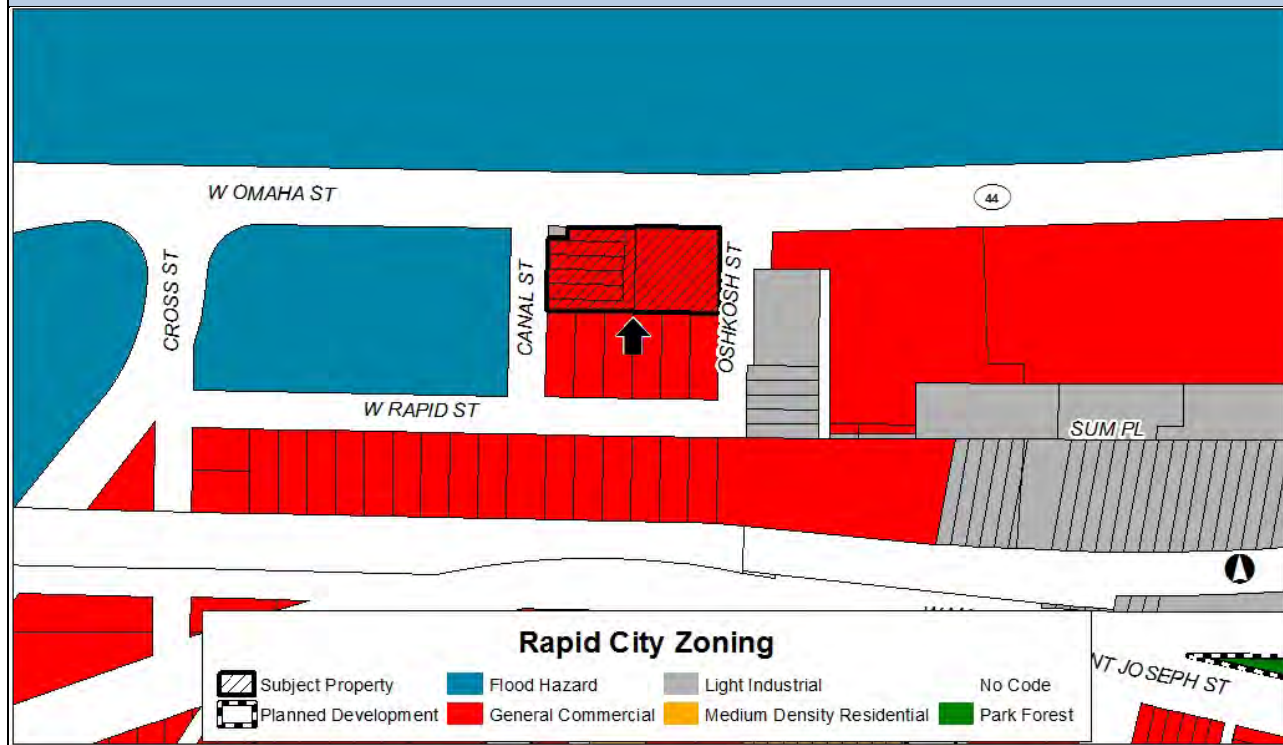 W OMAHA ST
44
CROSS ST
CANAL ST
OSHKOSH ST
W RAPID ST
SUM PL
NT JOSEPH ST
Rapid City Zoning
Subject Property
Flood Hazard
Light Industrial
No Code
Planned Development
General Commercial
Medium Density Residential
Park Forest